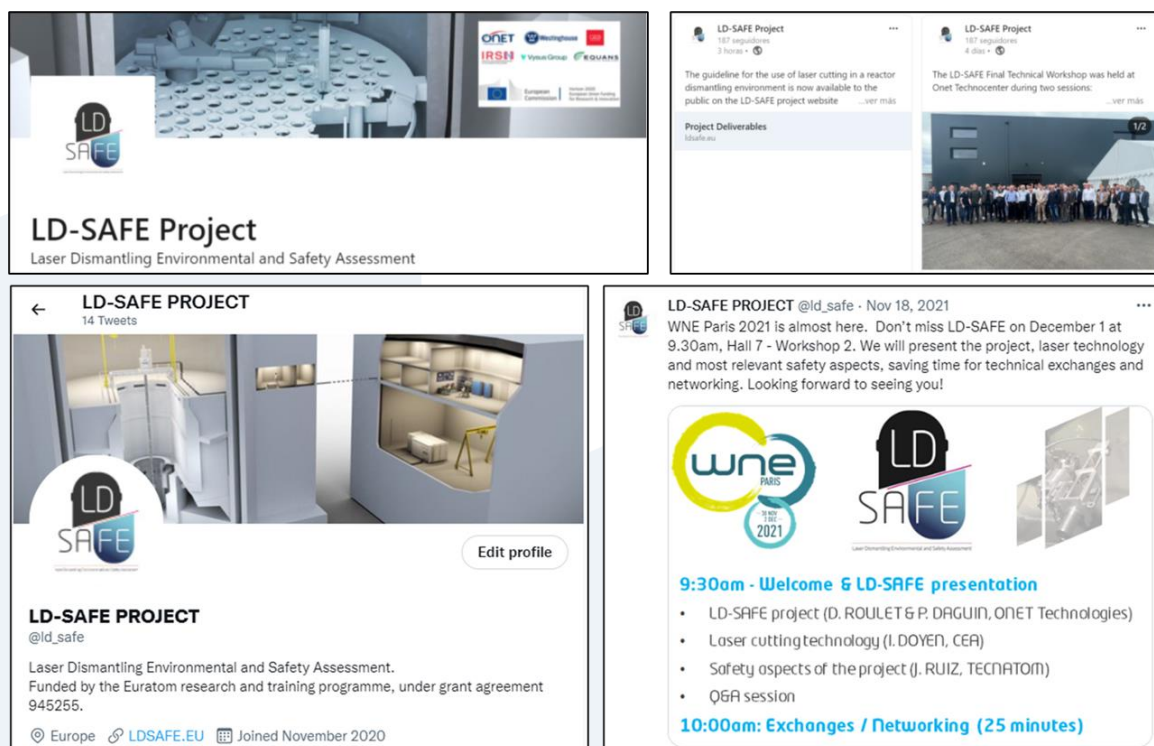 ONET
Westinghouse
IRSN
Vysus Group
EQUANS
European
Commission
LD
SAFE
LD-SAFE Project
Laser Dismantling Environmental and Safety Assessment
LD-SAFE Project
187 seguidores
3 horas •
The guideline for the use of laser cutting in a reactor
dismantling environment is now available to the
public on the LD-SAFE project website ...ver más
Project Deliverables
ldsafe.eu
LD-SAFE Project
187 seguidores
4 días •
The LD-SAFE Final Technical Workshop was held at
Onet Technocenter during two sessions:
...ver más
1/2
LD-SAFE PROJECT
14 Tweets
LD
SAFE
Edit profile
LD-SAFE PROJECT
@ld_safe
Laser Dismantling Environmental and Safety Assessment.
Funded by the Euratom research and training programme, under grant agreement
945255.
Europe LDSAFE.EU Joined November 2020
LD
SAFE
LD-SAFE PROJECT @ld_safe · Nov 18, 2021
WNE Paris 2021 is almost here. Don't miss LD-SAFE on December 1 at
9.30am, Hall 7 - Workshop 2. We will present the project, laser technology
and most relevant safety aspects, saving time for technical exchanges and
networking. Looking forward to seeing you!
wne
PARIS
30 NOV
2 DEC
2021
LD
SAFE
Laser Dismantling Environmental and Safety Assessment
9:30am - Welcome & LD-SAFE presentation
• LD-SAFE project (D. ROULET & P. DAGUIN, ONET Technologies)
• Laser cutting technology (I. DOYEN, CEA)
• Safety aspects of the project (J. RUIZ, TECNATOM)
• Q&A session
10:00am: Exchanges / Networking (25 minutes)